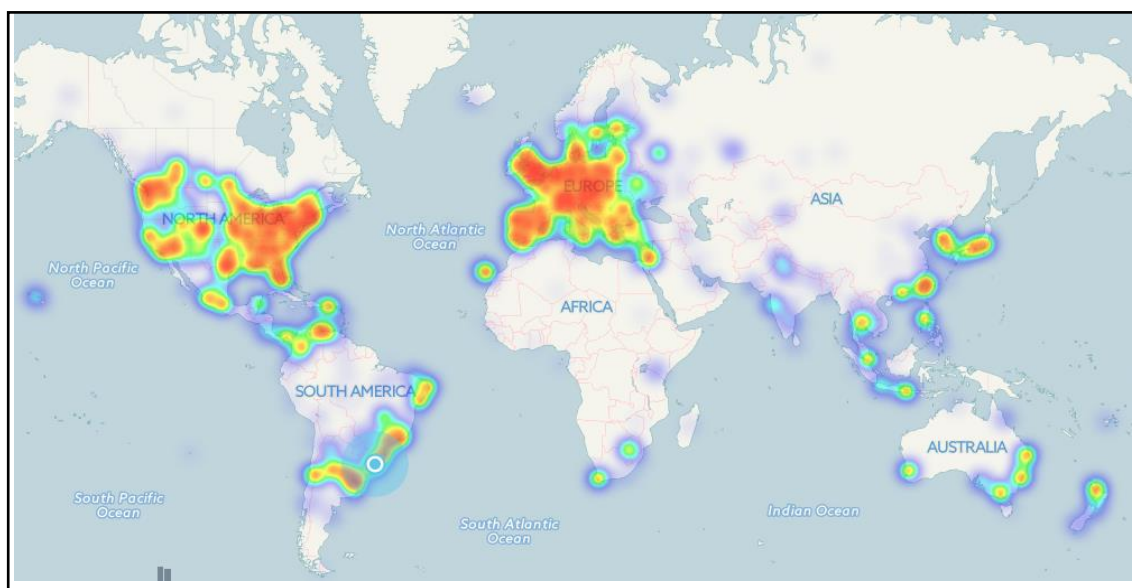 EUROPE
ASIA
NORTH AMERICA
North Atlantic
Ocean
North Pacific
Ocean
AFRICA
SOUTH AMERICA
AUSTRALIA
South Pacific
Ocean
South Atlantic
Ocean
Indian Ocean